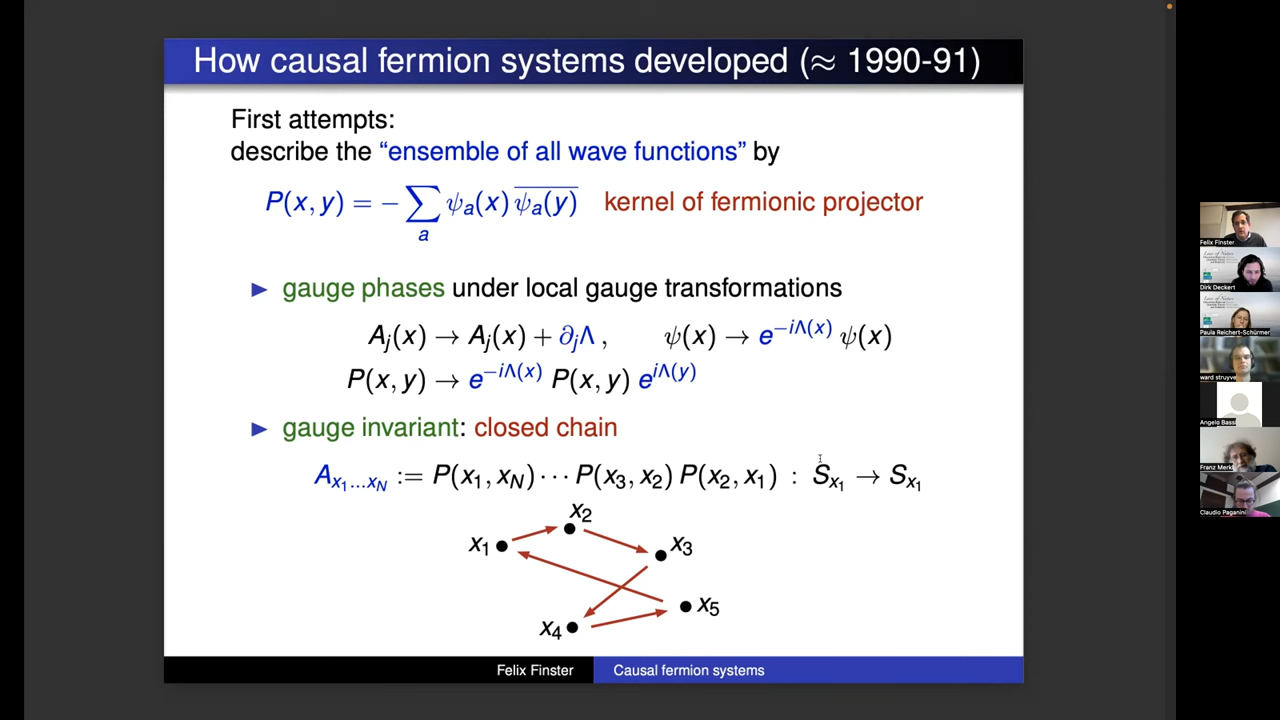 How causal fermion systems developed (≈ 1990-91)
First attempts:
describe the “ensemble of all wave functions” by
P(x, y) = − ∑_a ψ_a(x) \overline{ψ_a(y)} kernel of fermionic projector
► gauge phases under local gauge transformations
A_j(x) → A_j(x) + ∂_jΛ , ψ(x) → e^{−iΛ(x)} ψ(x)
P(x, y) → e^{−iΛ(x)} P(x, y) e^{iΛ(y)}
► gauge invariant: closed chain
A_{x_1...x_N} := P(x_1, x_N) ··· P(x_3, x_2) P(x_2, x_1) : S_{x_1} → S_{x_1}
x_2
x_1
x_3
x_5
x_4
Felix Finster
Causal fermion systems
Felix Finster
Dirk Deckert
Paula Reichert-Schürmer
ward struyve
Angelo Bassi
Franz Merkl
Claudio Paganini